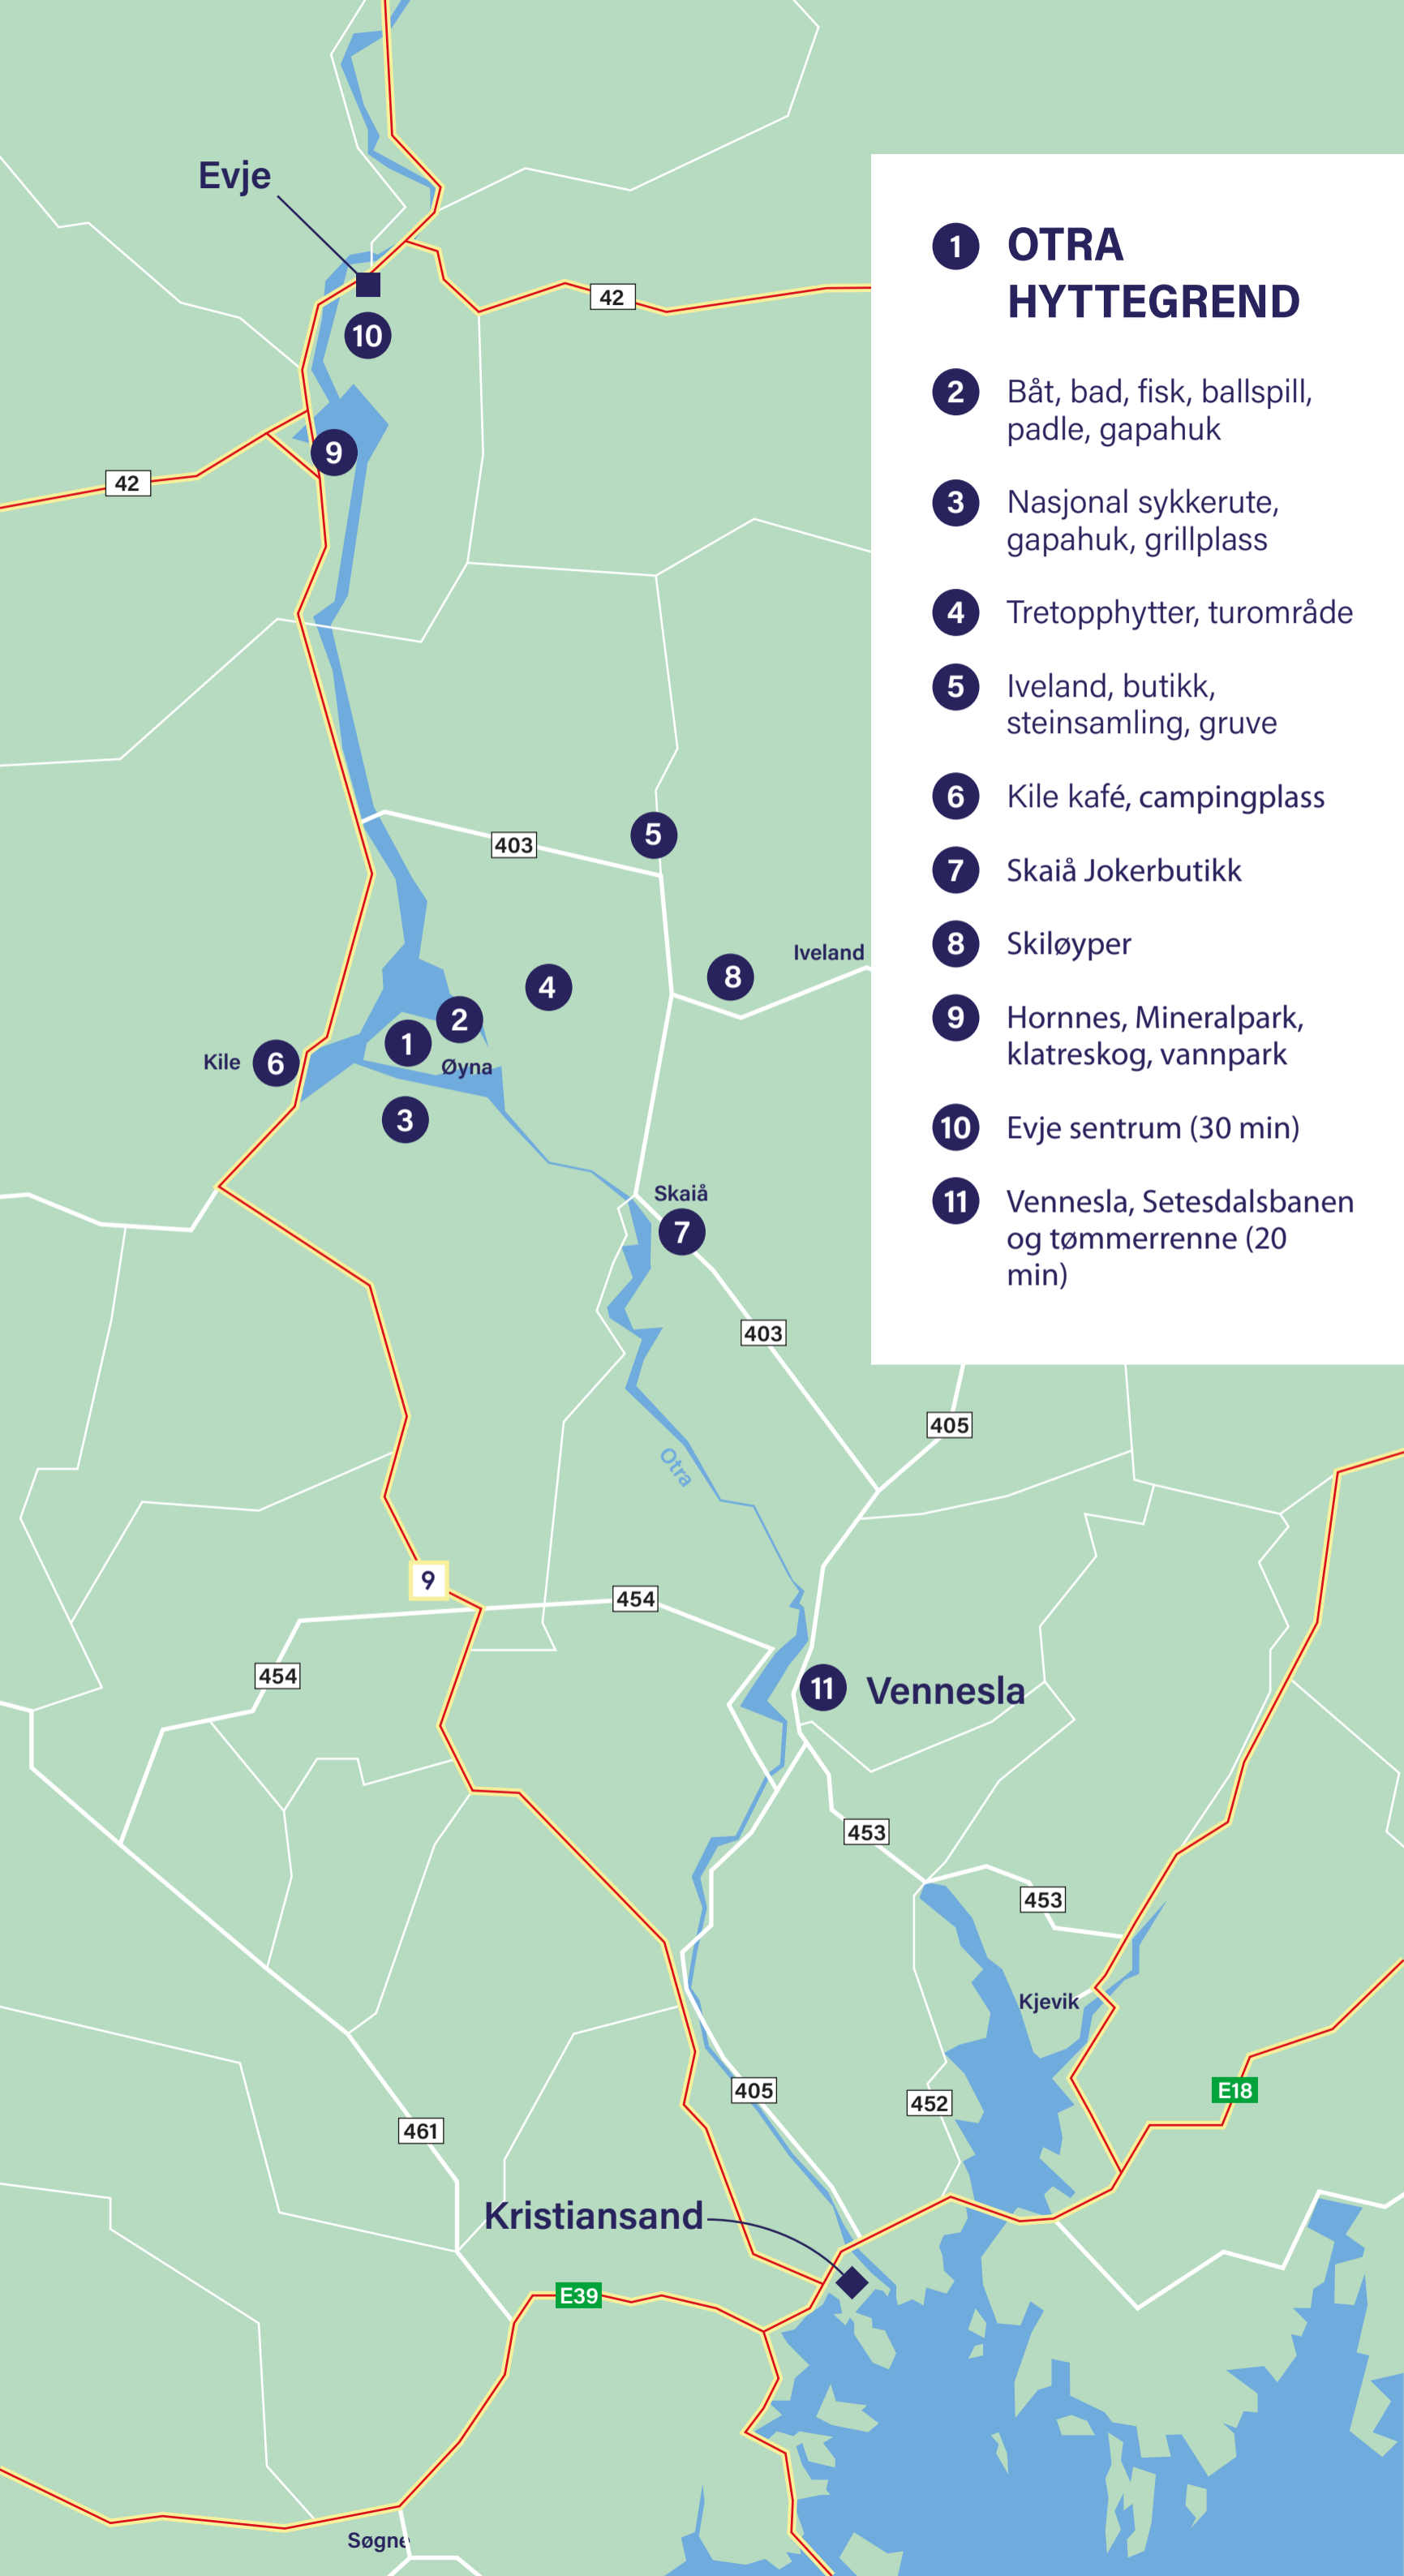 Evje
10
42
9
42
1 OTRA
HYTTEGREND
2 Båt, bad, fisk, ballspill,
padle, gapahuk
3 Nasjonal sykkerute,
gapahuk, grillplass
4 Tretopphytter, turområde
5 Iveland, butikk,
steinsamling, gruve
6 Kile kafé, campingplass
7 Skaiå Jokerbutikk
8 Skiløyper
9 Hornnes, Mineralpark,
klatreskog, vannpark
10 Evje sentrum (30 min)
11 Vennesla, Setesdalsbanen
og tømmerrenne (20
min)
5
403
Iveland
8
4
2
1
Kile 6
Øyna
3
Skaiå
7
403
405
Otra
9
454
454
11 Vennesla
453
453
Kjevik
405
E18
452
461
Kristiansand
E39
Søgne